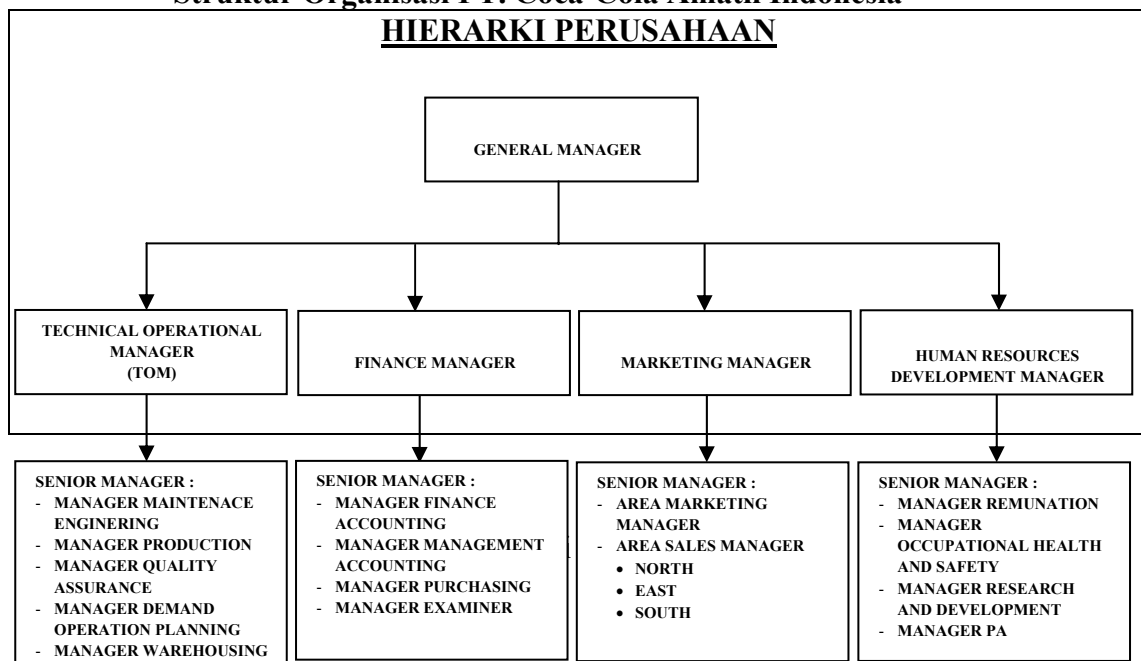 Struktur Organisasi PT. Coca-Cola Amatil Indonesia
HIERARKI PERUSAHAAN
GENERAL MANAGER
TECHNICAL OPERATIONAL
MANAGER
(TOM)
FINANCE MANAGER
MARKETING MANAGER
HUMAN RESOURCES
DEVELOPMENT MANAGER
SENIOR MANAGER :
- MANAGER MAINTENACE
ENGINERING
- MANAGER PRODUCTION
- MANAGER QUALITY
ASSURANCE
- MANAGER DEMAND
OPERATION PLANNING
- MANAGER WAREHOUSING
SENIOR MANAGER :
- MANAGER FINANCE
ACCOUNTING
- MANAGER MANAGEMENT
ACCOUNTING
- MANAGER PURCHASING
- MANAGER EXAMINER
SENIOR MANAGER :
- AREA MARKETING
MANAGER
- AREA SALES MANAGER
• NORTH
• EAST
• SOUTH
SENIOR MANAGER :
- MANAGER REMUNATION
- MANAGER
OCCUPATIONAL HEALTH
AND SAFETY
- MANAGER RESEARCH
AND DEVELOPMENT
- MANAGER PA